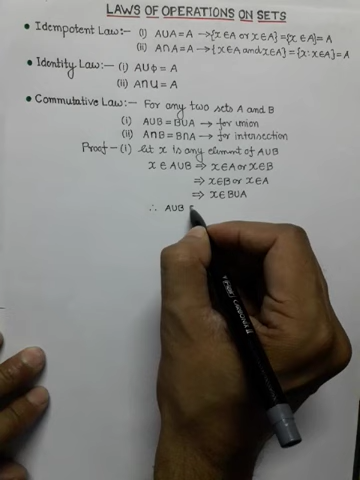 LAWS OF OPERATIONS ON SETS
• Idempotent Law:- (i) A∪A = A → {x∈A or x∈A} = {x∈A} = A
(ii) A∩A = A → {x∈A and x∈A} = {x: x∈A} = A
• Identity Law:- (i) A∪Φ = A
(ii) A∩U = A
• Commutative Law:- For any two sets A and B
(i) A∪B = B∪A → for union
(ii) A∩B = B∩A → for intersection
Proof - (i) let x is any element of A∪B
x ∈ A∪B ⇒ x∈A or x∈B
⇒ x∈B or x∈A
⇒ x∈B∪A
∴ A∪B